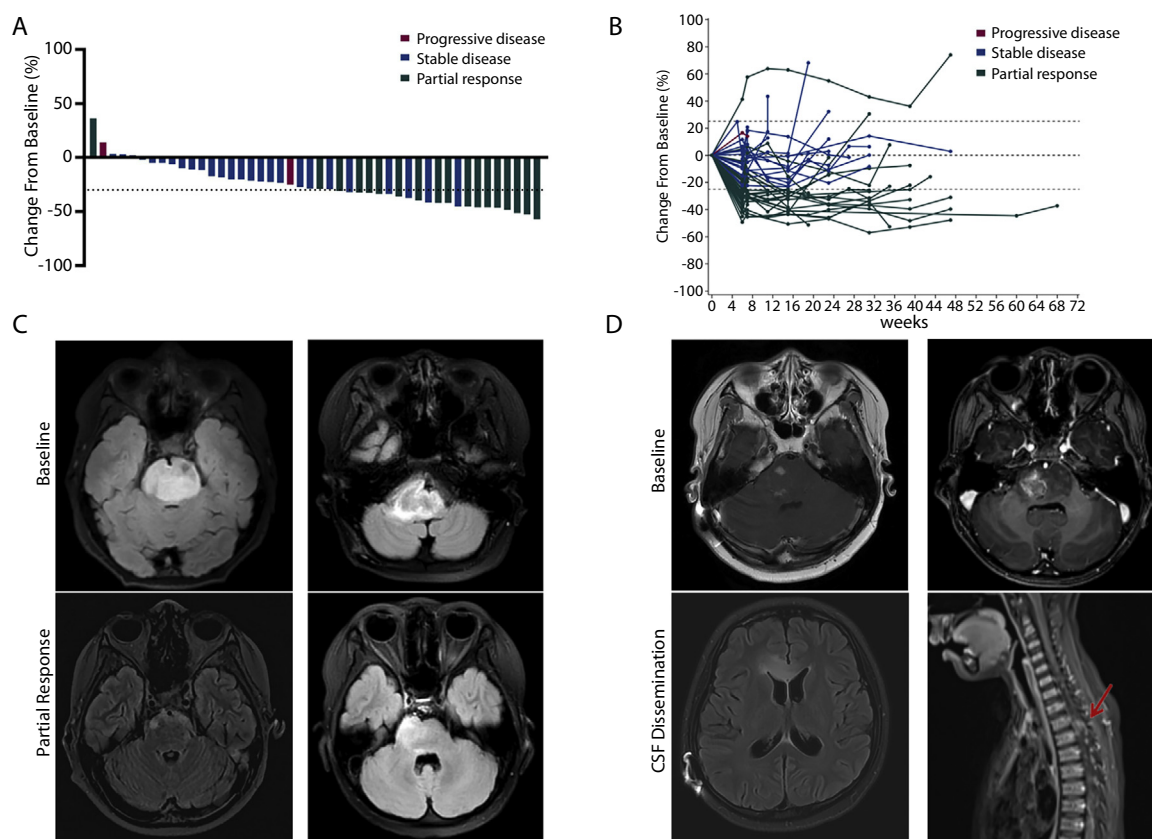 A
Change From Baseline (%)
100
50
0
-50
-100
Progressive disease
Stable disease
Partial response
B
Change From Baseline (%)
100
80
60
40
20
0
-20
-40
-60
-80
-100
Progressive disease
Stable disease
Partial response
0 4 8 12 16 20 24 28 32 36 40 44 48 52 56 60 64 68 72
weeks
C
Baseline
Partial Response
D
Baseline
CSF Dissemination